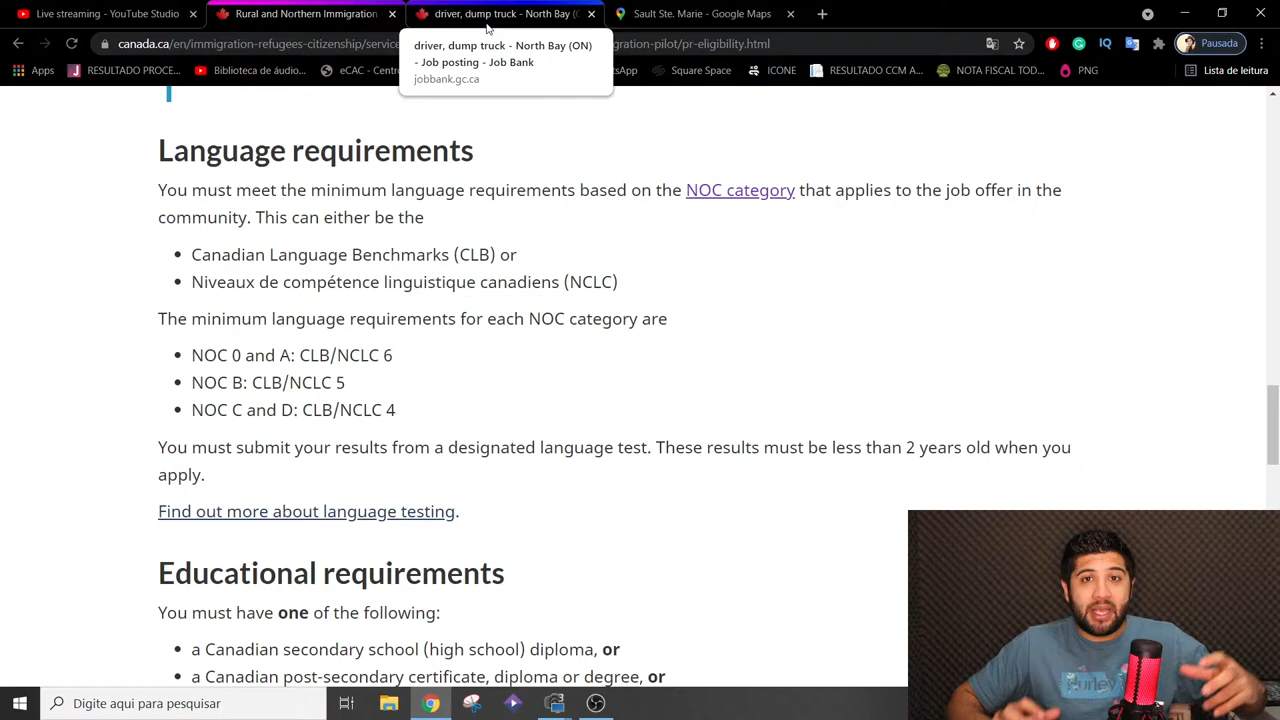 Live streaming - YouTube Studio
Rural and Northern Immigration
driver, dump truck - North Bay (
Sault Ste. Marie - Google Maps
canada.ca/en/immigration-refugees-citizenship/servic
gration-pilot/pr-eligibility.html
Pausada
driver, dump truck - North Bay (ON)
- Job posting - Job Bank
jobbank.gc.ca
Apps
RESULTADO PROCE...
Biblioteca de áudio...
eCAC - Centro
tsApp
Square Space
ICONE
RESULTADO CCM A...
NOTA FISCAL TOD...
PNG
Lista de leitura
Language requirements
You must meet the minimum language requirements based on the NOC category that applies to the job offer in the
community. This can either be the
• Canadian Language Benchmarks (CLB) or
• Niveaux de compétence linguistique canadiens (NCLC)
The minimum language requirements for each NOC category are
• NOC 0 and A: CLB/NCLC 6
• NOC B: CLB/NCLC 5
• NOC C and D: CLB/NCLC 4
You must submit your results from a designated language test. These results must be less than 2 years old when you
apply.
Find out more about language testing.
Educational requirements
You must have one of the following:
• a Canadian secondary school (high school) diploma, or
• a Canadian post-secondary certificate, diploma or degree, or
Hurley
Digite aqui para pesquisar